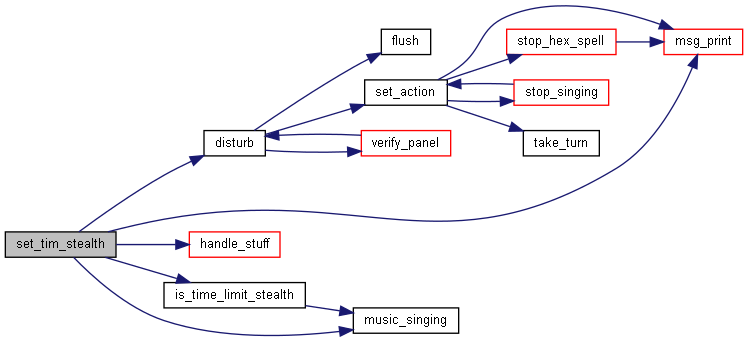 flush
stop_hex_spell
msg_print
set_action
stop_singing
disturb
verify_panel
take_turn
set_tim_stealth
handle_stuff
is_time_limit_stealth
music_singing